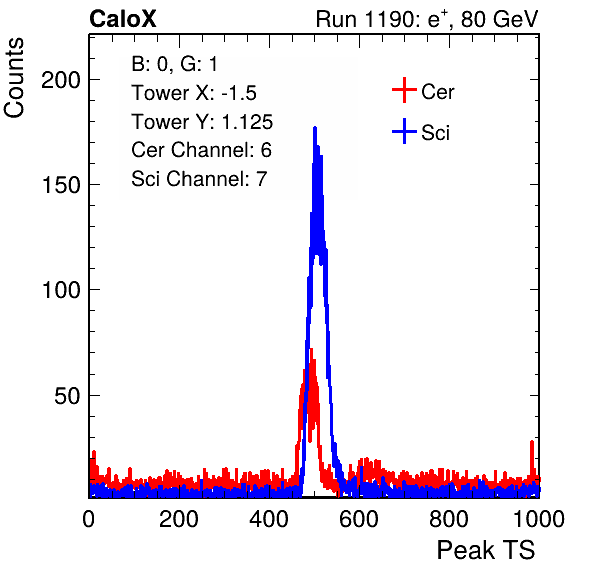 CaloX Run 1190: e⁺, 80 GeV
Counts
B: 0, G: 1
Tower X: -1.5
Tower Y: 1.125
Cer Channel: 6
Sci Channel: 7
Cer
Sci
200
150
100
50
0 200 400 600 800 1000
Peak TS